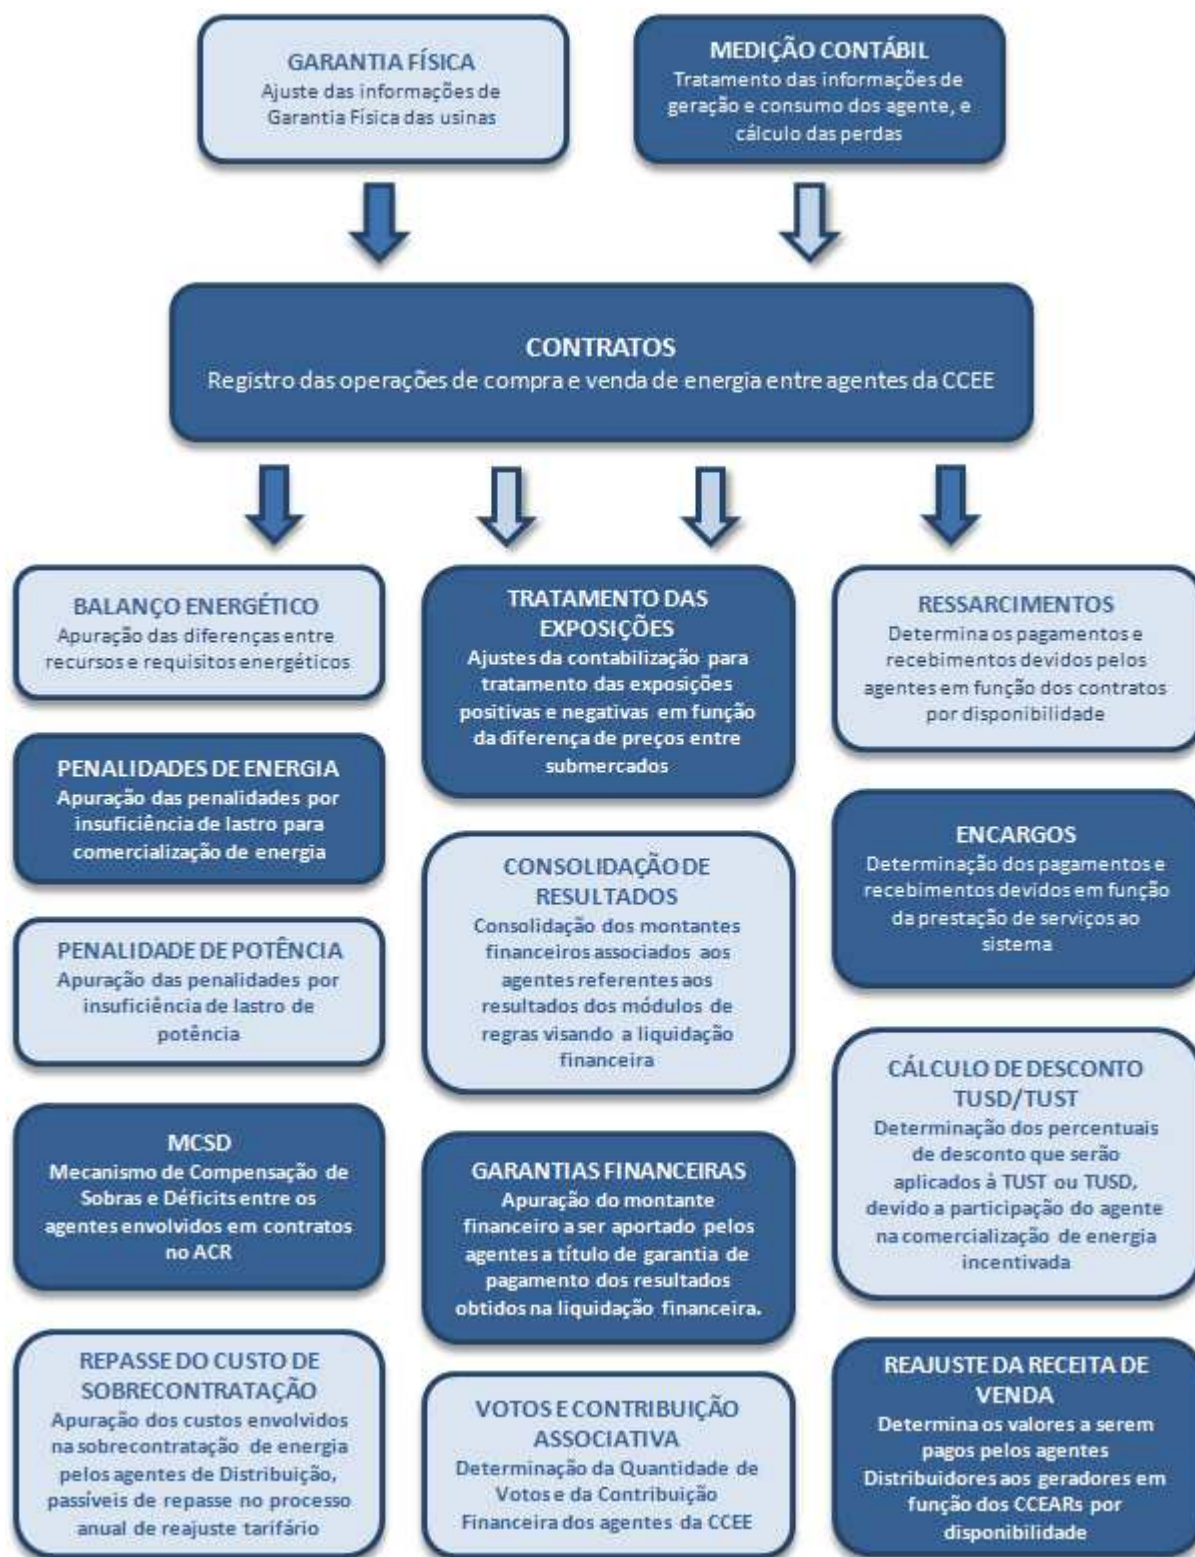 GARANTIA FÍSICA
Ajuste das informações de
Garantia Física das usinas
MEDIÇÃO CONTÁBIL
Tratamento das informações de
geração e consumo dos agente, e
cálculo das perdas
CONTRATOS
Registro das operações de compra e venda de energia entre agentes da CCEE
BALANÇO ENERGÉTICO
Apuração das diferenças entre
recursos e requisitos energéticos
PENALIDADES DE ENERGIA
Apuração das penalidades por
insuficiência de lastro para
comercialização de energia
PENALIDADE DE POTÊNCIA
Apuração das penalidades por
insuficiência de lastro de
potência
MCSD
Mecanismo de Compensação de
Sobras e Déficits entre os
agentes envolvidos em contratos
no ACR
REPASSE DO CUSTO DE
SOBRECONTRATAÇÃO
Apuração dos custos envolvidos
na sobrecontratação de energia
pelos agentes de Distribuição,
passíveis de repasse no processo
anual de reajuste tarifário
TRATAMENTO DAS
EXPOSIÇÕES
Ajustes da contabilização para
tratamento das exposições
positivas e negativas em função
da diferença de preços entre
submercados
CONSOLIDAÇÃO DE
RESULTADOS
Consolidação dos montantes
financeiros associados aos
agentes referentes aos
resultados dos módulos de
regras visando a liquidação
financeira
GARANTIAS FINANCEIRAS
Apuração do montante
financeiro a ser aportado pelos
agentes a título de garantia de
pagamento dos resultados
obtidos na liquidação financeira.
VOTOS E CONTRIBUIÇÃO
ASSOCIATIVA
Determinação da Quantidade de
Votos e da Contribuição
Financeira dos agentes da CCEE
RESSARCIMENTOS
Determina os pagamentos e
recebimentos devidos pelos
agentes em função dos contratos
por disponibilidade
ENCARGOS
Determinação dos pagamentos e
recebimentos devidos em função
da prestação de serviços ao
sistema
CÁLCULO DE DESCONTO
TUSD/TUST
Determinação dos percentuais
de desconto que serão
aplicados à TUST ou TUSD,
devido a participação do agente
na comercialização de energia
incentivada
REAJUSTE DA RECEITA DE
VENDA
Determina os valores a serem
pagos pelos agentes
Distribuidores aos geradores em
função dos CCEARs por
disponibilidade